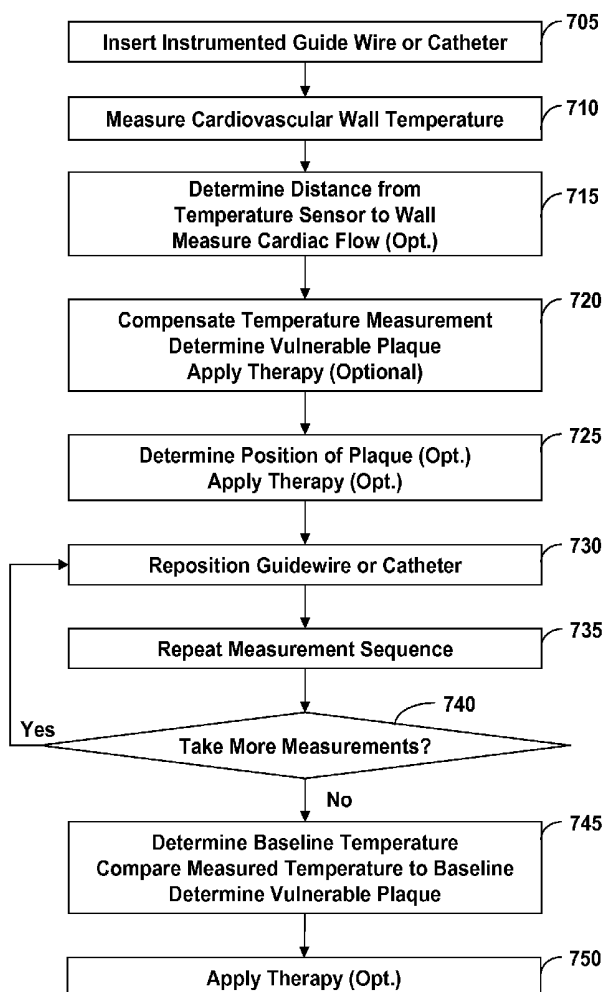 705
Insert Instrumented Guide Wire or Catheter
710
Measure Cardiovascular Wall Temperature
715
Determine Distance from
Temperature Sensor to Wall
Measure Cardiac Flow (Opt.)
720
Compensate Temperature Measurement
Determine Vulnerable Plaque
Apply Therapy (Optional)
725
Determine Position of Plaque (Opt.)
Apply Therapy (Opt.)
730
Reposition Guidewire or Catheter
735
Repeat Measurement Sequence
740
Yes
Take More Measurements?
No
745
Determine Baseline Temperature
Compare Measured Temperature to Baseline
Determine Vulnerable Plaque
750
Apply Therapy (Opt.)